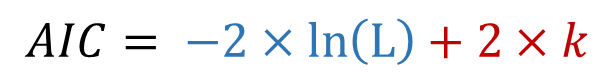 AIC = −2 × ln(L) + 2 × k